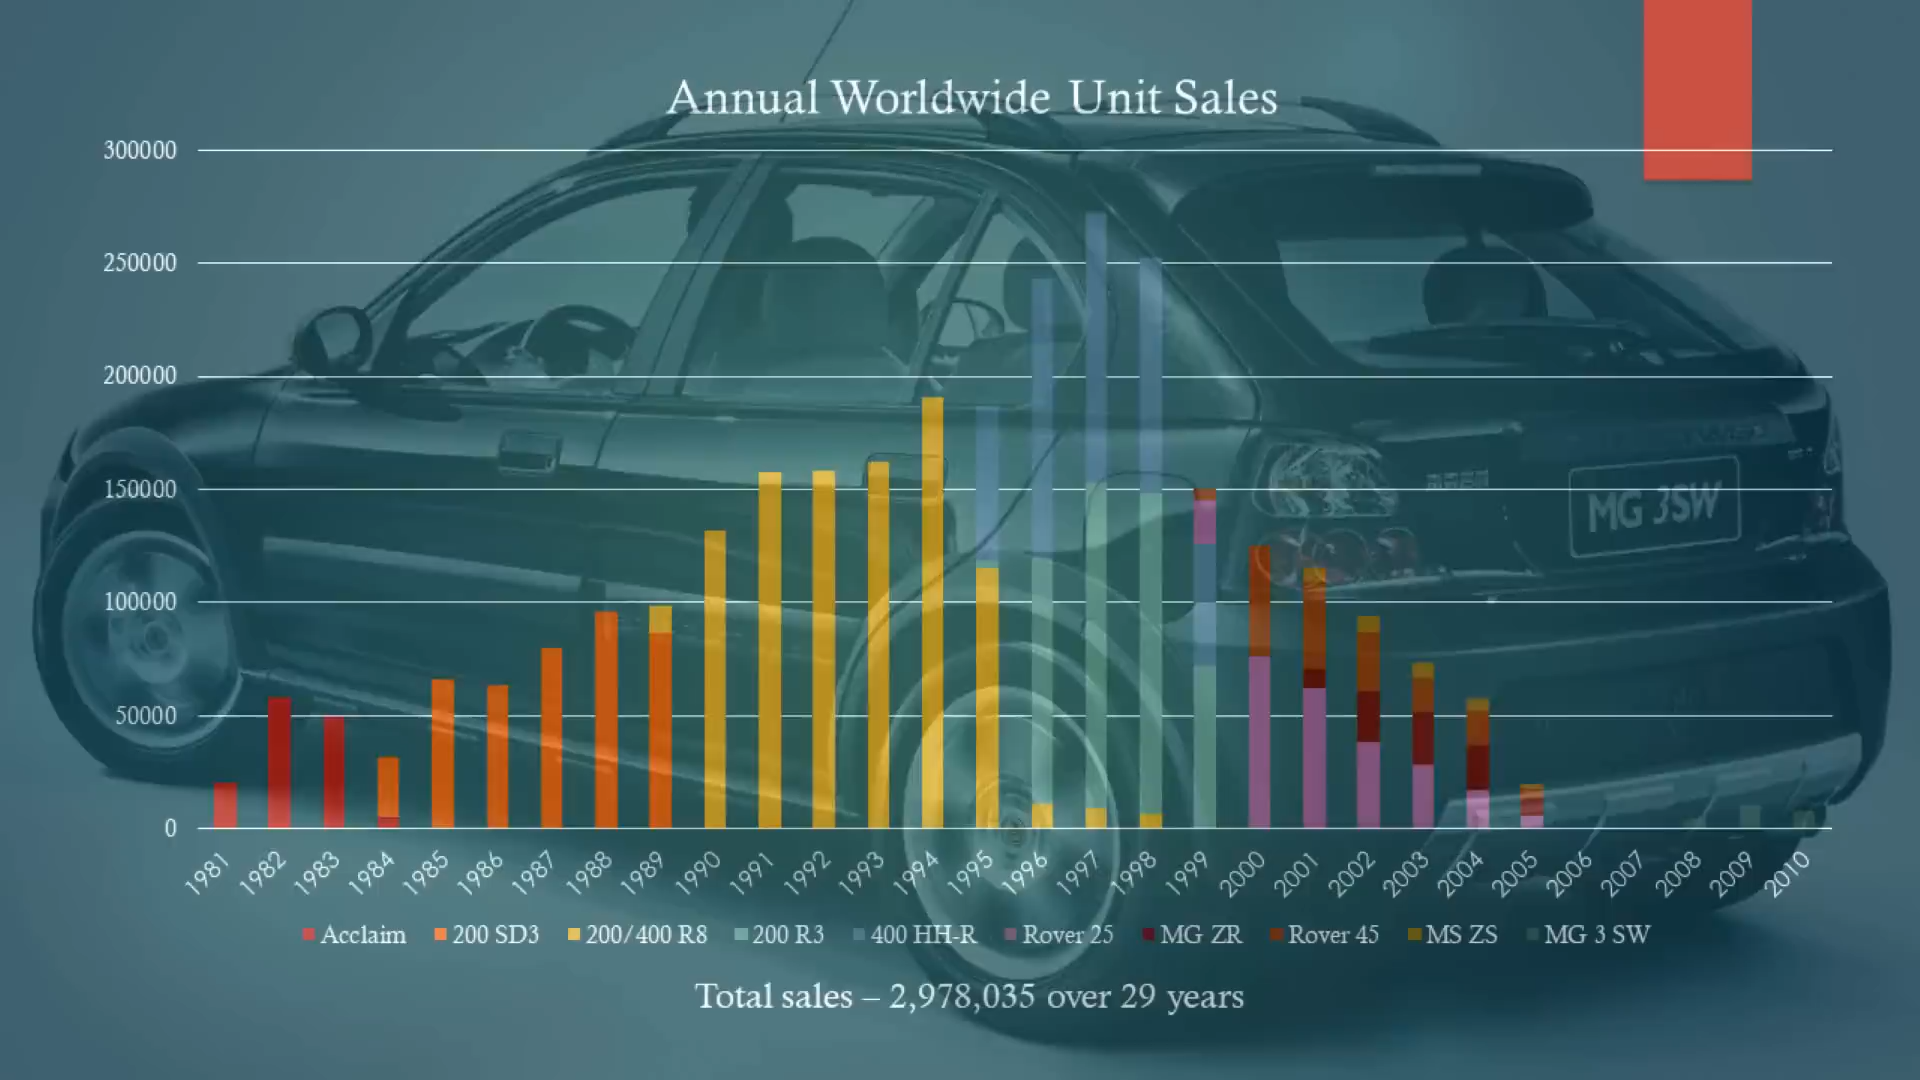 Annual Worldwide Unit Sales
300000
250000
200000
150000
100000
50000
0
1981 1982 1983 1984 1985 1986 1987 1988 1989 1990 1991 1992 1993 1994 1995 1996 1997 1998 1999 2000 2001 2002 2003 2004 2005 2006 2007 2008 2009 2010
Acclaim 200 SD3 200/400 R8 200 R3 400 HH-R Rover 25 MG ZR Rover 45 MS ZS MG 3 SW
Total sales – 2,978,035 over 29 years
MG 3SW